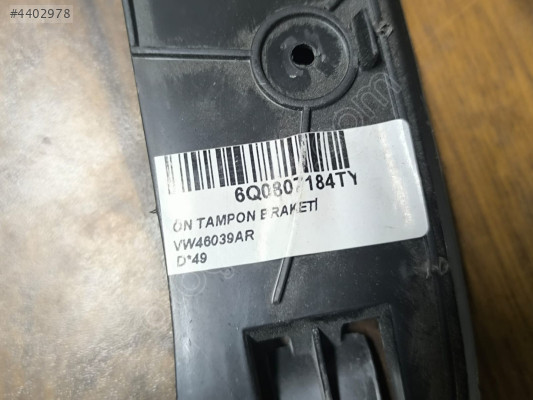 #4402978
6Q0807184TY
ÖN TAMPON BRAKETİ
VW46039AR
D*49